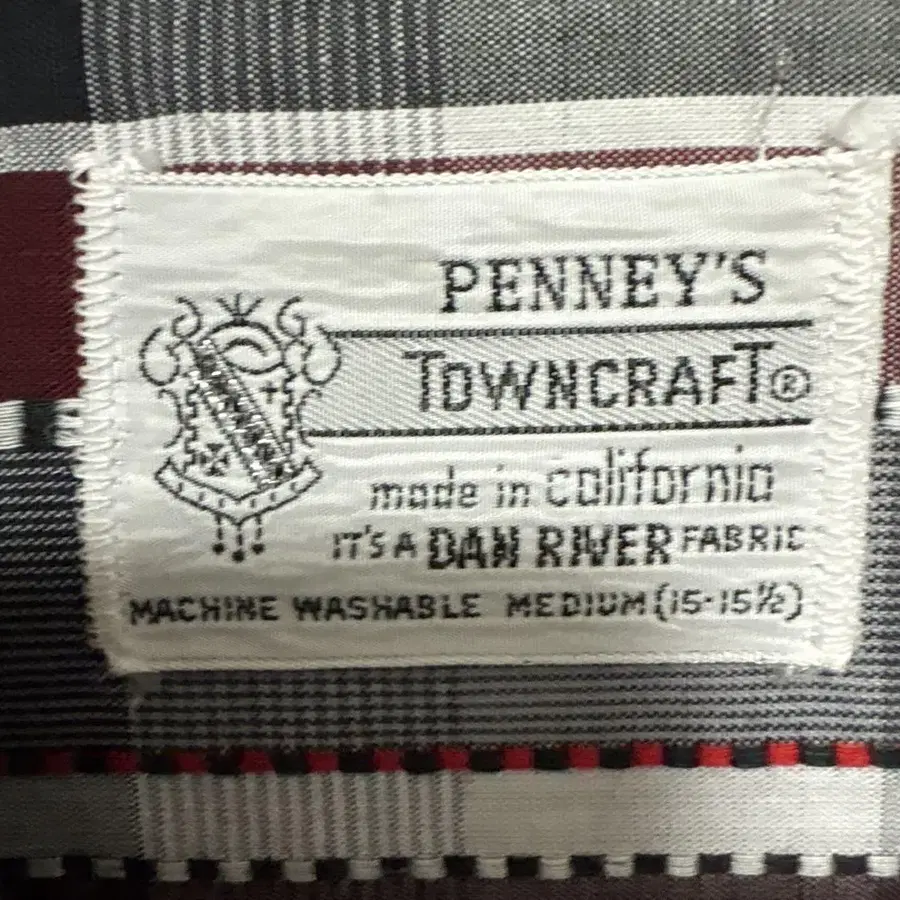 PENNEY'S
TOWNCRAFT®
made in california
IT'S A DAN RIVER FABRIC
MACHINE WASHABLE MEDIUM (15-15½)